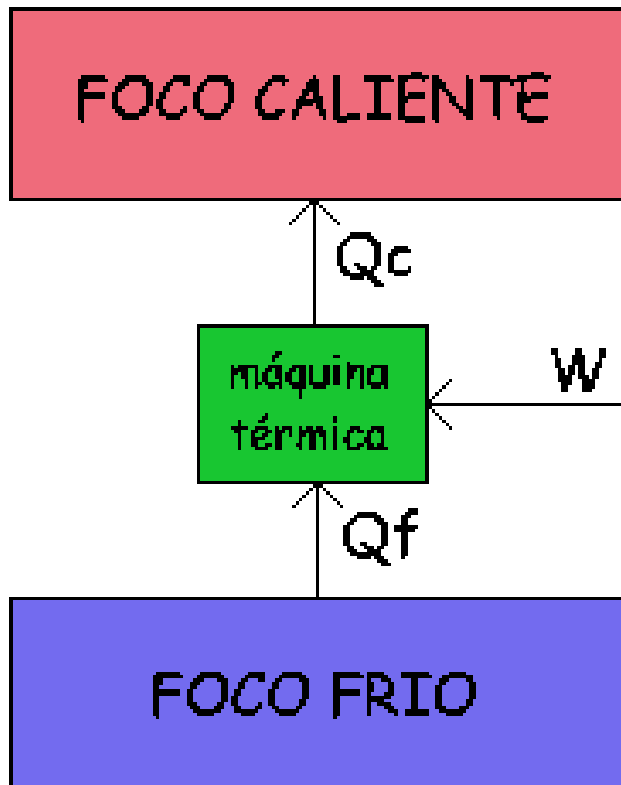 FOCO CALIENTE
Qc
máquina
térmica
W
Qf
FOCO FRIO